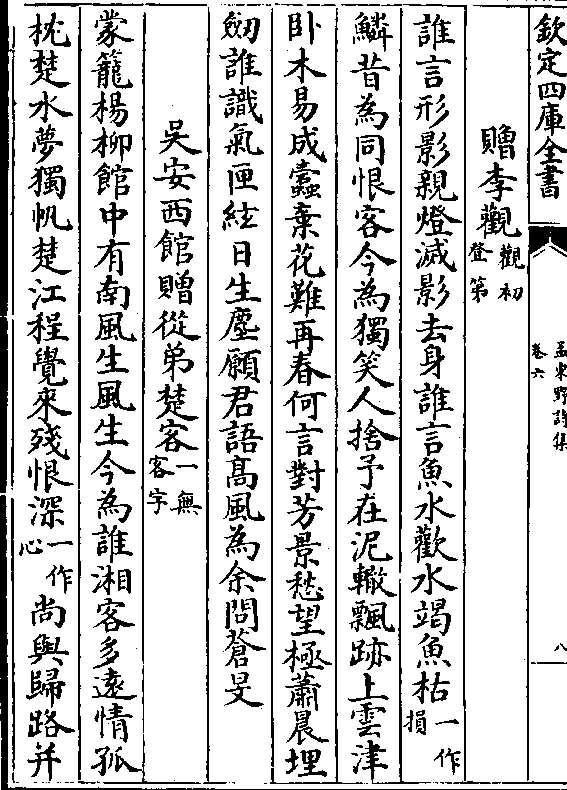 欽定四庫全書
孟東野詩集
卷六
八
贈李觀觀初登第
誰言形影親燈滅影去身誰言魚水歡水竭魚枯一作損
鱗昔為同恨客今為獨笑人捨予在泥轍飄跡上雲津
卧木易成蠹棄花難再春何言對芳景愁望極蕭晨埋
劒誰識氣匣絃日生塵願君語髙風為余問蒼旻
吳安西館贈從弟楚客一無客字
蒙籠楊柳館中有南風生風生今為誰湘客多遠情孤
枕楚水夢獨帆楚江程覺來殘恨深一作心尚與歸路并